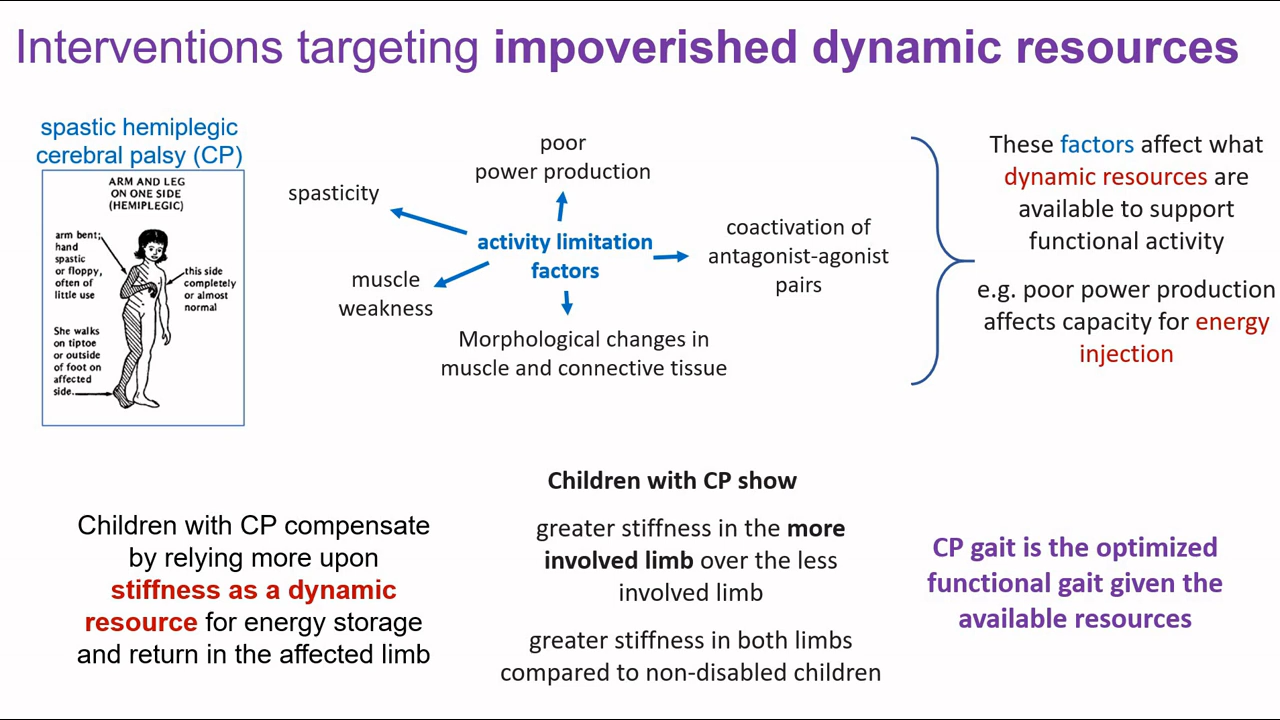 Interventions targeting impoverished dynamic resources
spastic hemiplegic
cerebral palsy (CP)
ARM AND LEG
ON ONE SIDE
(HEMIPLEGIC)
arm bent;
hand
spastic
or floppy,
often of
little use
this side
completely
or almost
normal
She walks
on tiptoe
or outside
of foot on
affected
side.
spasticity
poor
power production
activity limitation
factors
coactivation of
antagonist-agonist
pairs
muscle
weakness
Morphological changes in
muscle and connective tissue
These factors affect what
dynamic resources are
available to support
functional activity
e.g. poor power production
affects capacity for energy
injection
Children with CP compensate
by relying more upon
stiffness as a dynamic
resource for energy storage
and return in the affected limb
Children with CP show
greater stiffness in the more
involved limb over the less
involved limb
greater stiffness in both limbs
compared to non-disabled children
CP gait is the optimized
functional gait given the
available resources